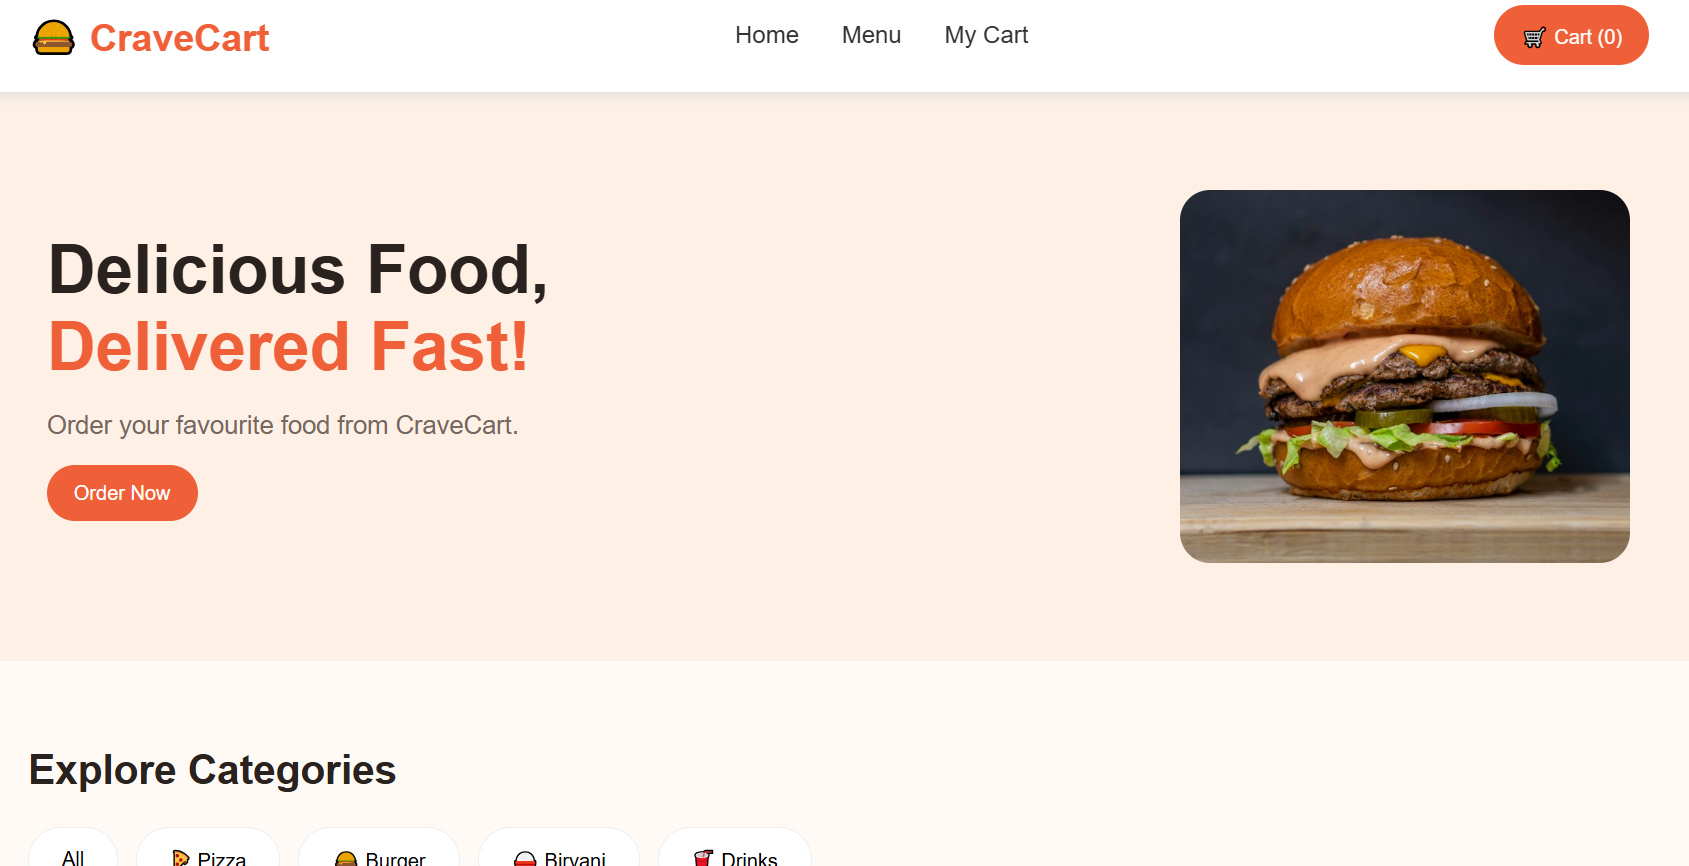 CraveCart
Home
Menu
My Cart
Cart (0)
Delicious Food,
Delivered Fast!
Order your favourite food from CraveCart.
Order Now
Explore Categories
All
Pizza
Burger
Biryani
Drinks